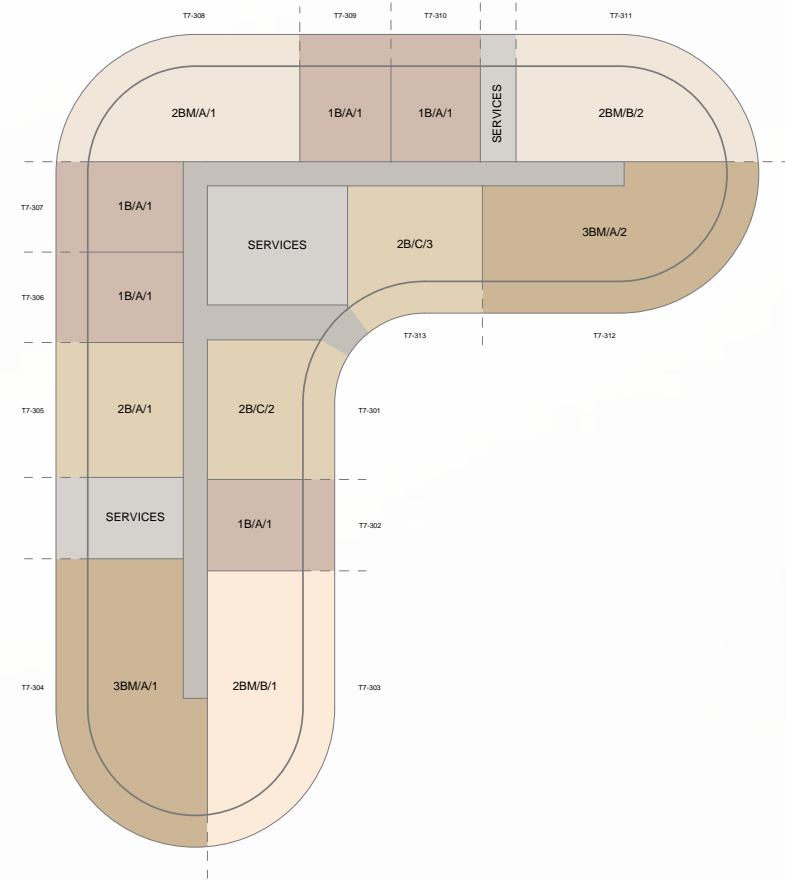 T7-308
T7-309
T7-310
T7-311
2BM/A/1
1B/A/1
1B/A/1
SERVICES
2BM/B/2
T7-307
1B/A/1
SERVICES
2B/C/3
3BM/A/2
T7-306
1B/A/1
T7-313
T7-312
T7-305
2B/A/1
2B/C/2
T7-301
SERVICES
1B/A/1
T7-302
T7-304
3BM/A/1
2BM/B/1
T7-303